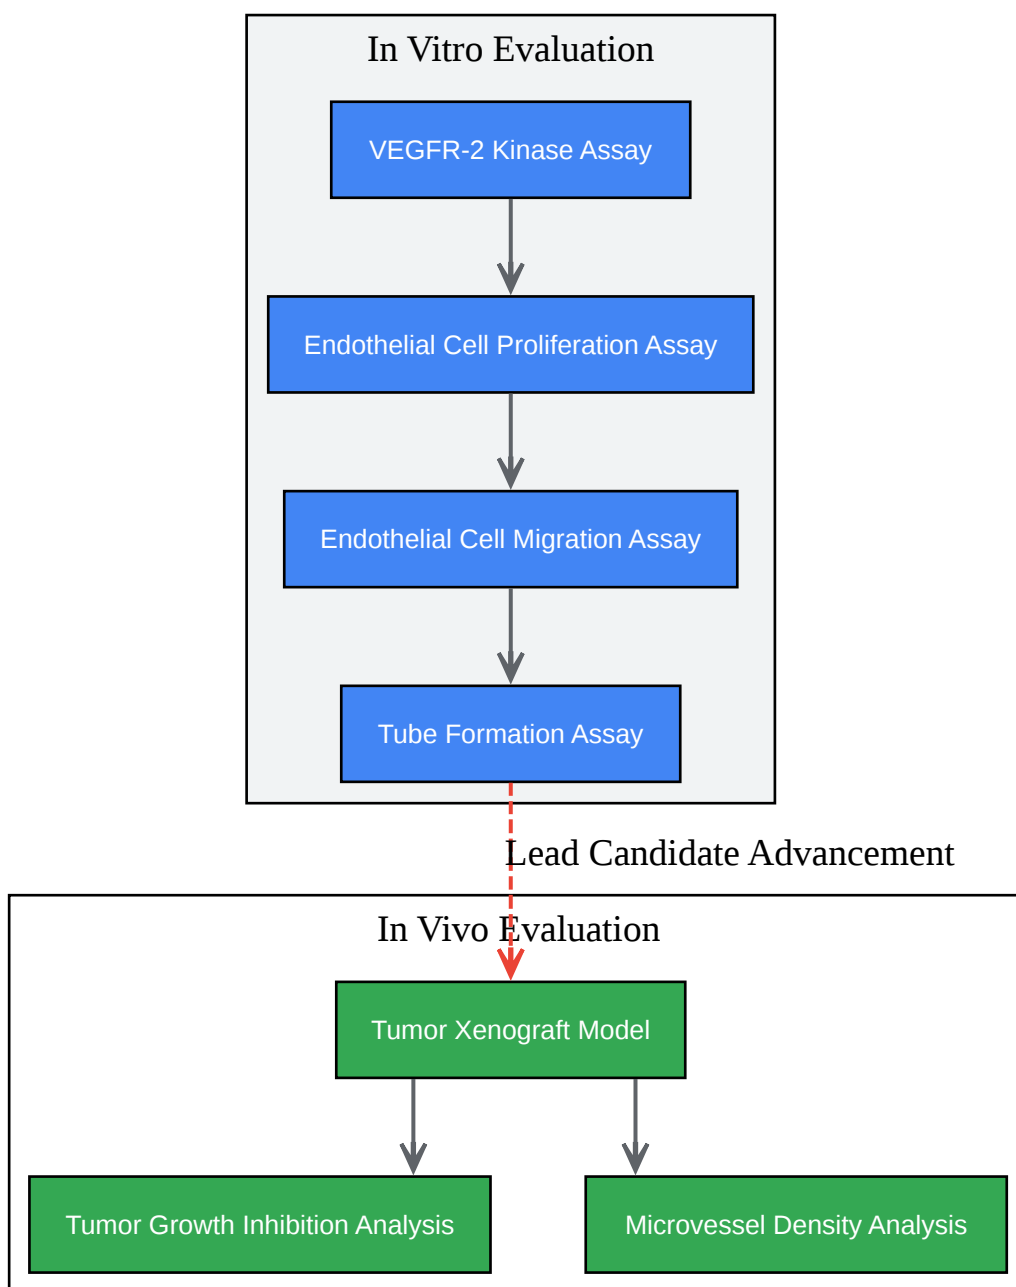 In Vitro Evaluation
VEGFR-2 Kinase Assay
Endothelial Cell Proliferation Assay
Endothelial Cell Migration Assay
Tube Formation Assay
Lead Candidate Advancement
In Vivo Evaluation
Tumor Xenograft Model
Tumor Growth Inhibition Analysis
Microvessel Density Analysis